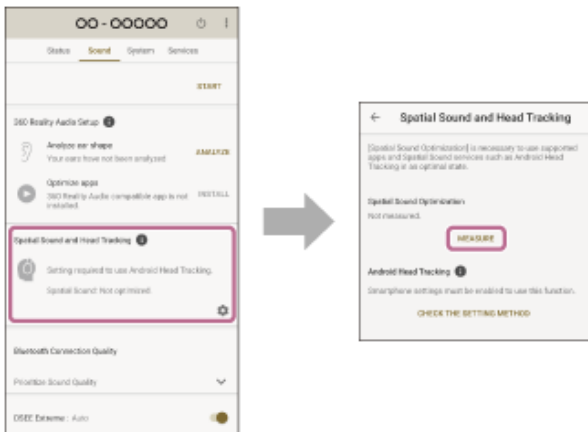 OO-OOOOO
Status Sound System Services
START
360 Reality Audio Setup
Analyze ear shape
Your ears have not been analyzed
ANALYZE
Optimize apps
360 Reality Audio compatible app is not
installed.
INSTALL
Spatial Sound and Head Tracking
Setting required to use Android Head Tracking.
Spatial Sound: Not optimized
Bluetooth Connection Quality
Prioritize Sound Quality
DSEE Extreme : Auto
Spatial Sound and Head Tracking
[Spatial Sound Optimization] is necessary to use supported
apps and Spatial Sound services such as Android Head
Tracking in an optimal state.
Spatial Sound Optimization
Not measured.
MEASURE
Android Head Tracking
Smartphone settings must be enabled to use this function.
CHECK THE SETTING METHOD